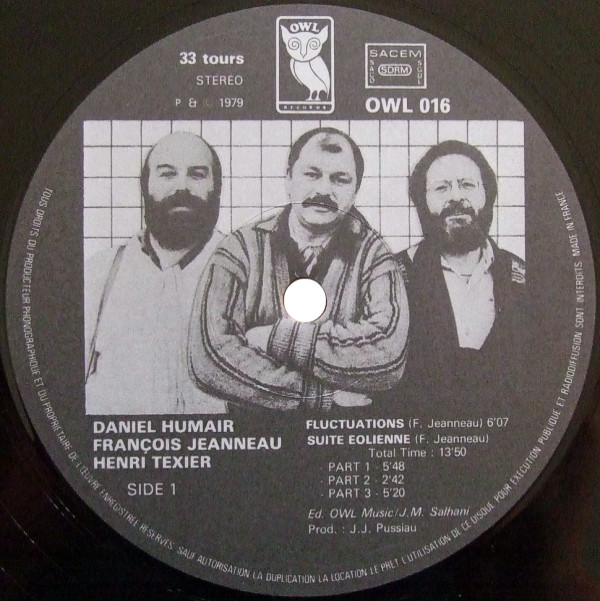 OWL
RECORDS
33 tours
STEREO
P & © 1979
SACEM
SACD
SDRM
SGDL
OWL 016
DANIEL HUMAIR
FRANÇOIS JEANNEAU
HENRI TEXIER
SIDE 1
FLUCTUATIONS (F. Jeanneau) 6'07
SUITE EOLIENNE (F. Jeanneau)
Total Time : 13'50
- PART 1 - 5'48
- PART 2 - 2'42
- PART 3 - 5'20
Ed. OWL Music/J.M. Salhani
Prod. : J.J. Pussiau
TOUS DROITS DU PRODUCTEUR PHONOGRAPHIQUE ET DU PROPRIETAIRE DE L'ŒUVRE ENREGISTREE RESERVES. SAUF AUTORISATION LA DUPLICATION LA LOCATION LE PRET L'UTILISATION DE CE DISQUE POUR EXECUTION PUBLIQUE ET RADIODIFFUSION SONT INTERDITS. MADE IN FRANCE